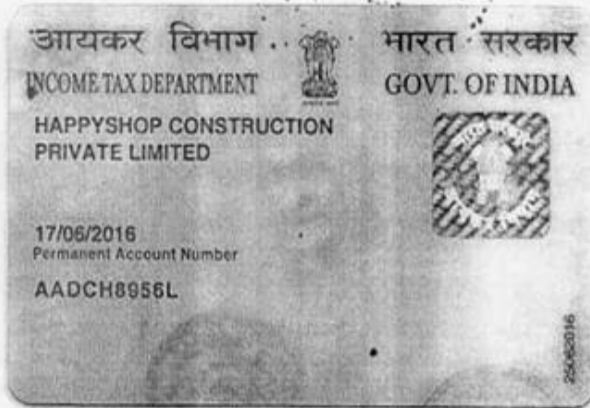 आयकर विभाग
भारत सरकार
INCOME TAX DEPARTMENT
GOVT. OF INDIA
HAPPYSHOP CONSTRUCTION
PRIVATE LIMITED
17/06/2016
Permanent Account Number
AADCH8956L
25062016